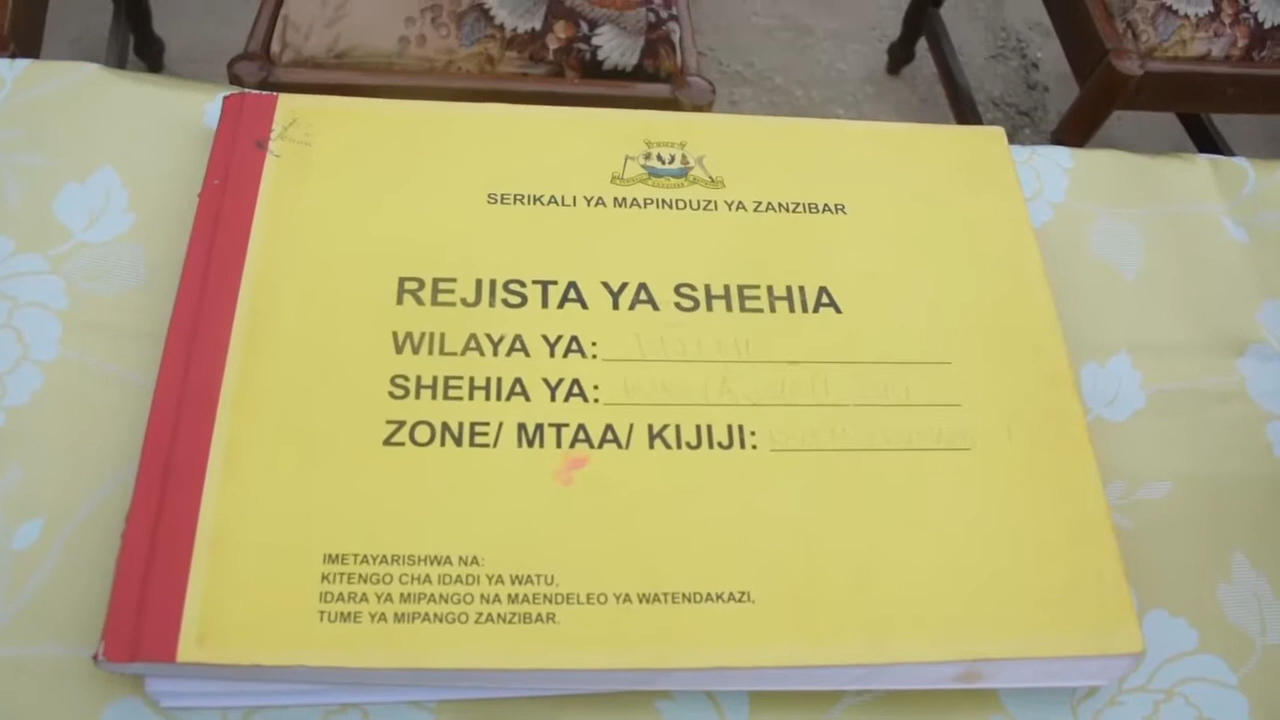 SERIKALI YA MAPINDUZI YA ZANZIBAR
REJISTA YA SHEHIA
WILAYA YA:
SHEHIA YA:
ZONE/ MTAA/ KIJIJI:
IMETAYARISHWA NA:
KITENGO CHA IDADI YA WATU,
IDARA YA MIPANGO NA MAENDELEO YA WATENDAKAZI,
TUME YA MIPANGO ZANZIBAR.